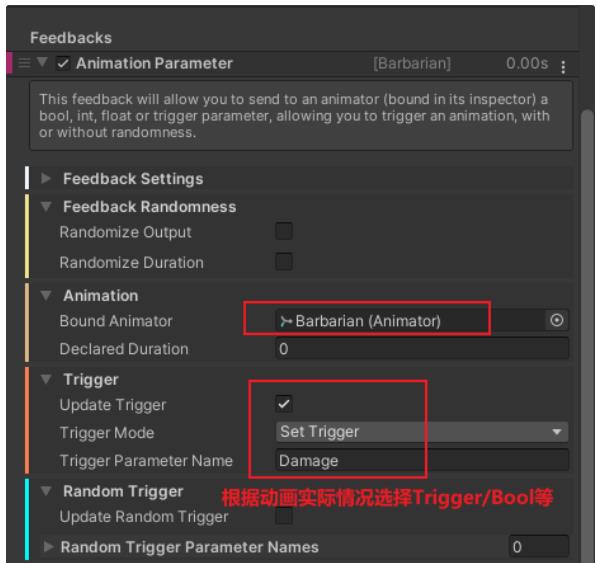 Feedbacks
Animation Parameter [Barbarian] 0.00s
This feedback will allow you to send to an animator (bound in its inspector) a
bool, int, float or trigger parameter, allowing you to trigger an animation, with
or without randomness.
Feedback Settings
Feedback Randomness
Randomize Output
Randomize Duration
Animation
Bound Animator Barbarian (Animator)
Declared Duration 0
Trigger
Update Trigger
Trigger Mode Set Trigger
Trigger Parameter Name Damage
Random Trigger
根据动画实际情况选择Trigger/Bool等
Update Random Trigger
Random Trigger Parameter Names 0